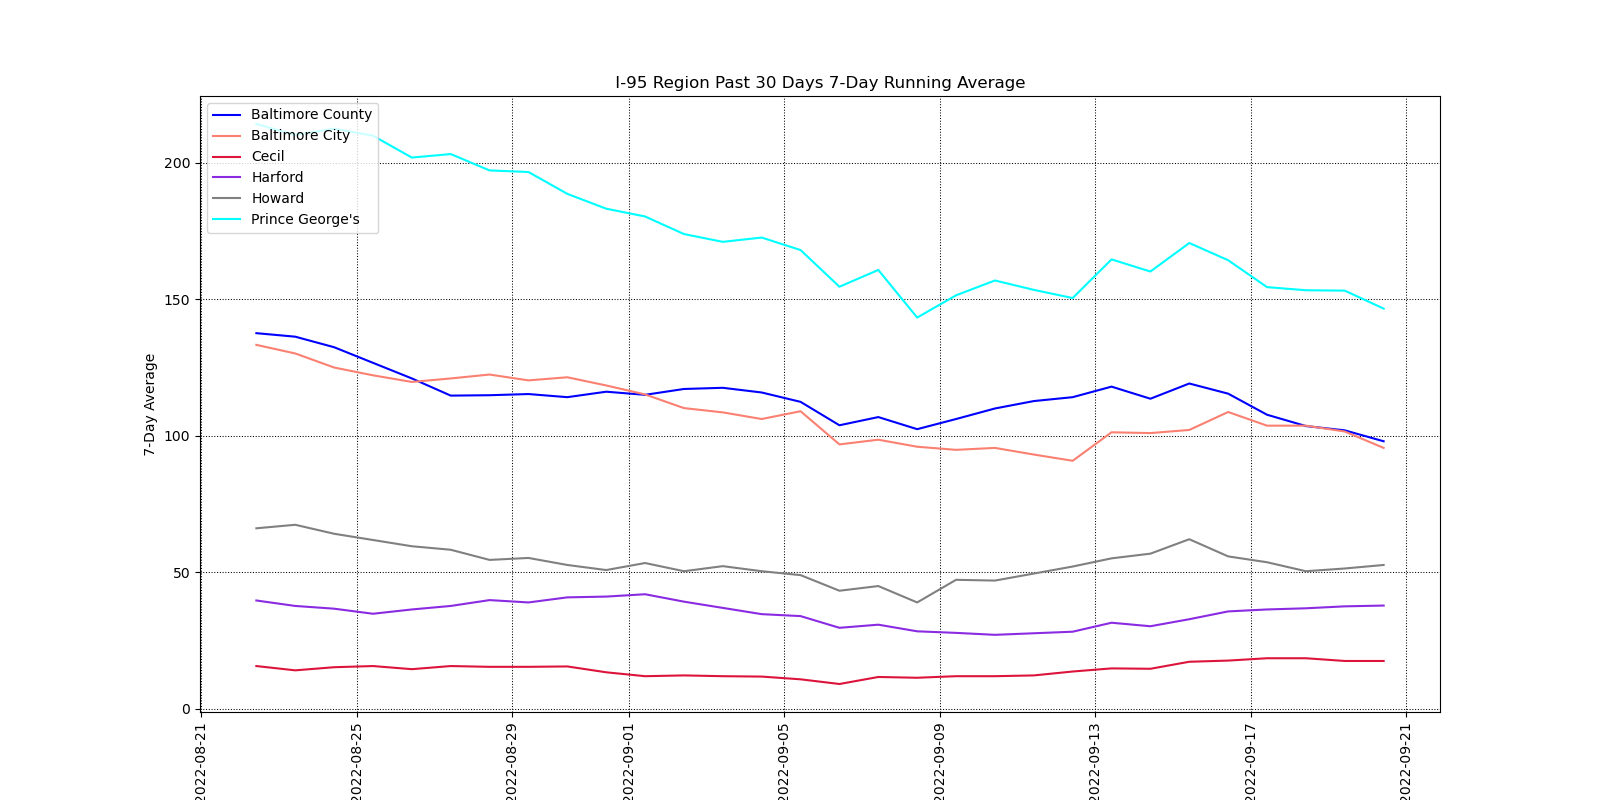 I-95 Region Past 30 Days 7-Day Running Average
Baltimore County
Baltimore City
Cecil
Harford
Howard
Prince George's
200
150
100
50
0
7-Day Average
2022-08-21
2022-08-25
2022-08-29
2022-09-01
2022-09-05
2022-09-09
2022-09-13
2022-09-17
2022-09-21